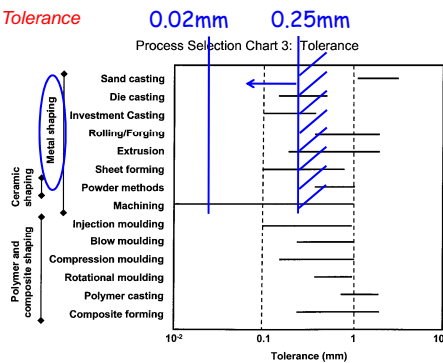 Tolerance
0.02mm 0.25mm
Process Selection Chart 3: Tolerance
Metal shaping
Ceramic shaping
Polymer and composite shaping
Sand casting
Die casting
Investment Casting
Rolling/Forging
Extrusion
Sheet forming
Powder methods
Machining
Injection moulding
Blow moulding
Compression moulding
Rotational moulding
Polymer casting
Composite forming
10⁻² 0.1 1 10
Tolerance (mm)